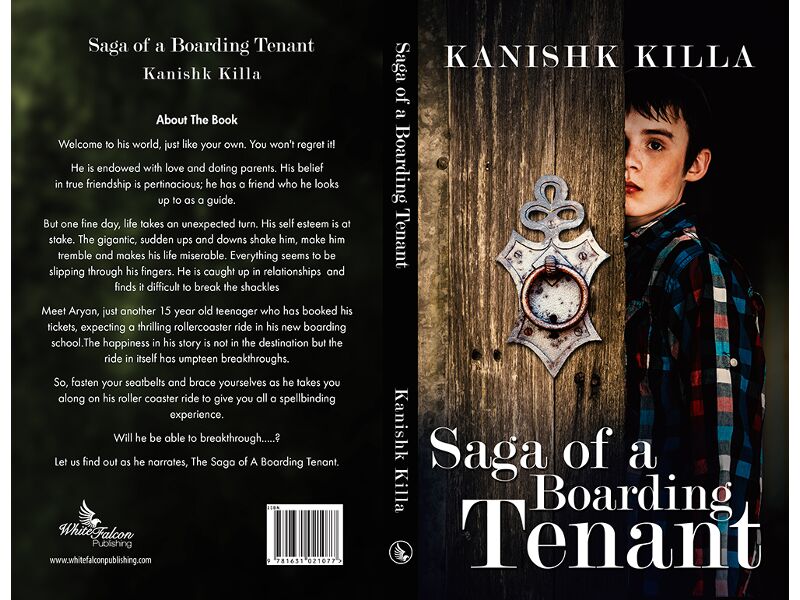 Saga of a Boarding Tenant
Kanishk Killa
About The Book
Welcome to his world, just like your own. You won't regret it!
He is endowed with love and doting parents. His belief
in true friendship is pertinacious; he has a friend who he looks
up to as a guide.
But one fine day, life takes an unexpected turn. His self esteem is at
stake. The gigantic, sudden ups and downs shake him, make him
tremble and makes his life miserable. Everything seems to be
slipping through his fingers. He is caught up in relationships and
finds it difficult to break the shackles
Meet Aryan, just another 15 year old teenager who has booked his
tickets, expecting a thrilling rollercoaster ride in his new boarding
school.The happiness in his story is not in the destination but the
ride in itself has umpteen breakthroughs.
So, fasten your seatbelts and brace yourselves as he takes you
along on his roller coaster ride to give you all a spellbinding
experience.
Will he be able to breakthrough.....?
Let us find out as he narrates, The Saga of A Boarding Tenant.
WhiteFalcon
Publishing
www.whitefalconpublishing.com
ISBN
9 781631 021077 >
Saga of a Boarding Tenant
Kanishk Killa
KANISHK KILLA
Saga of a
Boarding
Tenant